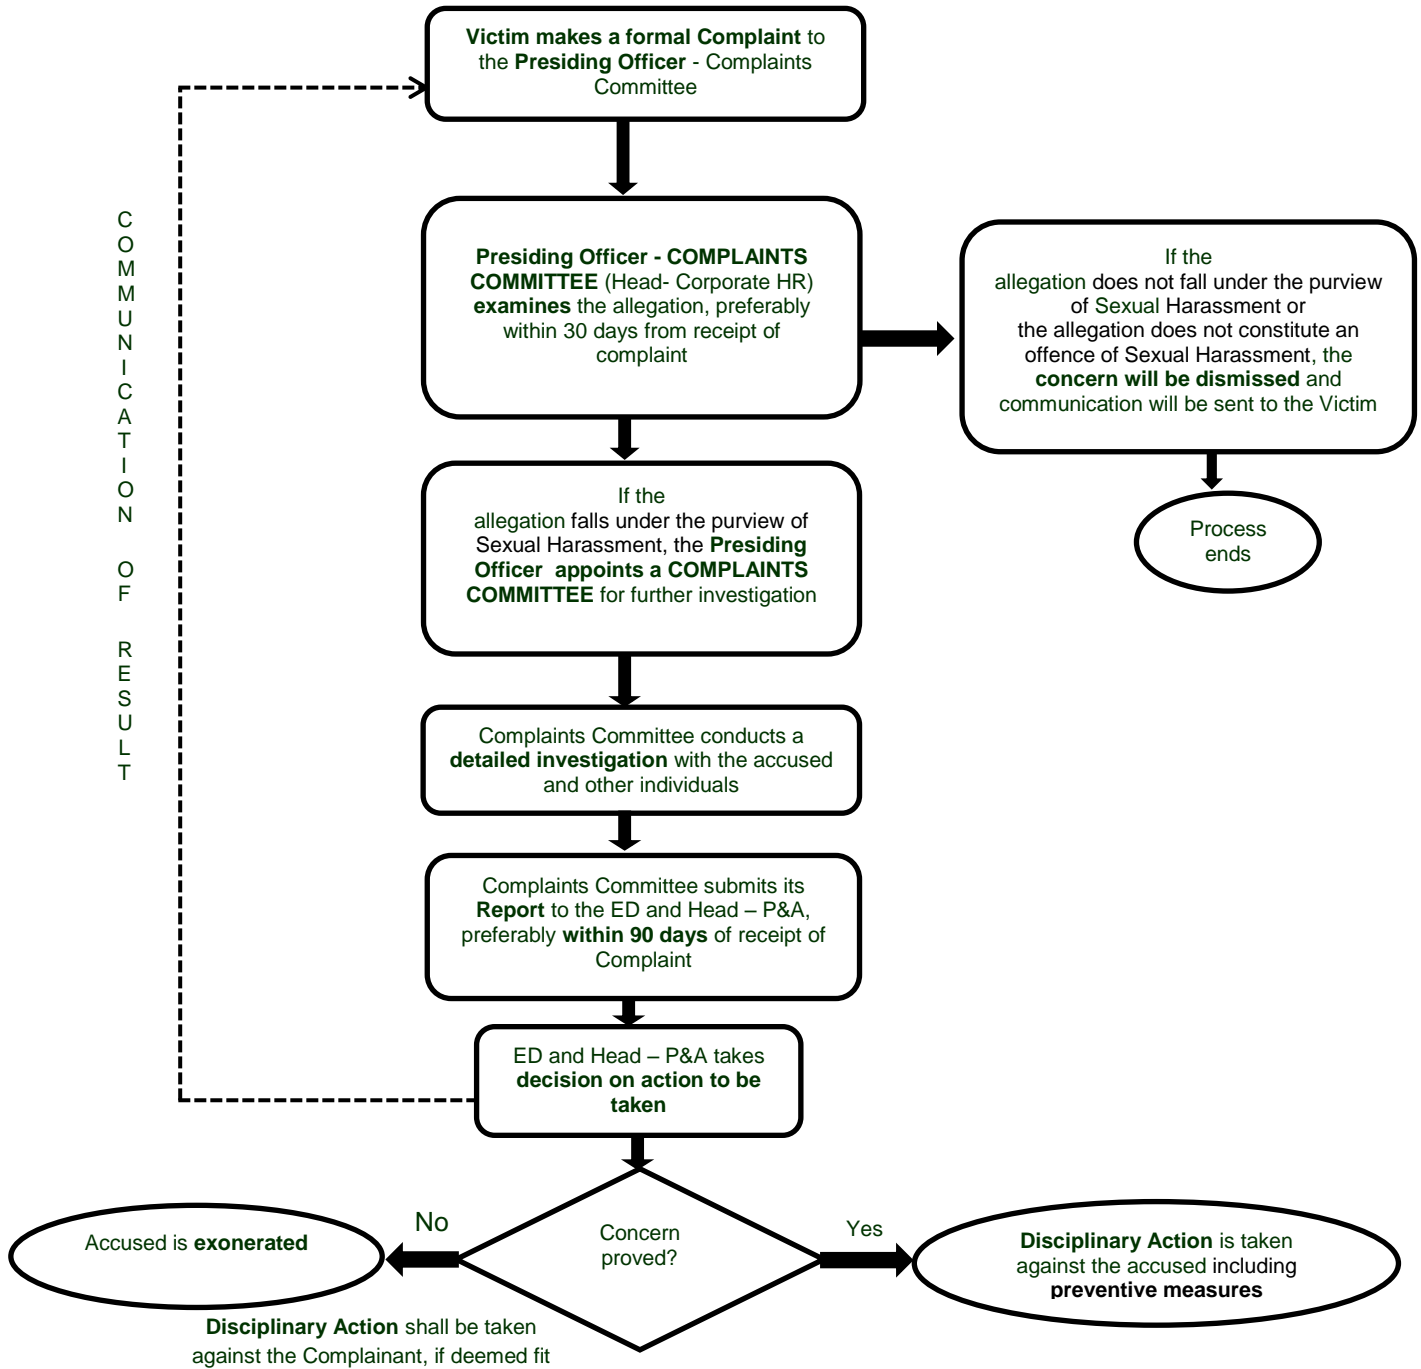 Victim makes a formal Complaint to
the Presiding Officer - Complaints
Committee
COMMUNICATION OF RESULT
Presiding Officer - COMPLAINTS
COMMITTEE (Head- Corporate HR)
examines the allegation, preferably
within 30 days from receipt of
complaint
If the
allegation does not fall under the purview
of Sexual Harassment or
the allegation does not constitute an
offence of Sexual Harassment, the
concern will be dismissed and
communication will be sent to the Victim
Process
ends
If the
allegation falls under the purview of
Sexual Harassment, the Presiding
Officer appoints a COMPLAINTS
COMMITTEE for further investigation
Complaints Committee conducts a
detailed investigation with the accused
and other individuals
Complaints Committee submits its
Report to the ED and Head – P&A,
preferably within 90 days of receipt of
Complaint
ED and Head – P&A takes
decision on action to be
taken
Concern
proved?
No
Accused is exonerated
Disciplinary Action shall be taken
against the Complainant, if deemed fit
Yes
Disciplinary Action is taken
against the accused including
preventive measures